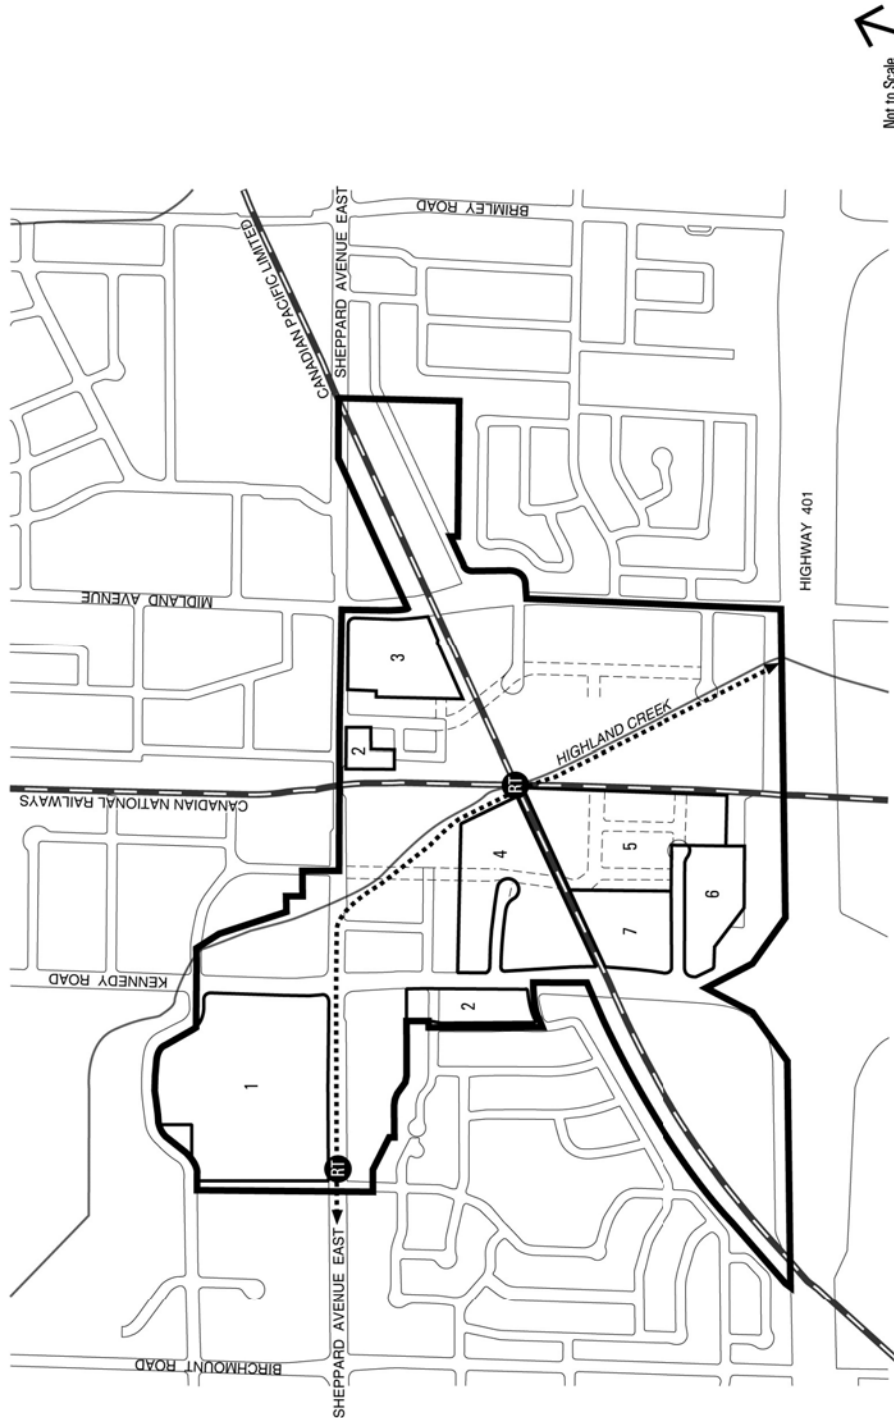 Not to Scale
BRIMLEY ROAD
SHEPPARD AVENUE EAST
CANADIAN PACIFIC LIMITED
MIDLAND AVENUE
HIGHWAY 401
HIGHLAND CREEK
CANADIAN NATIONAL RAILWAYS
KENNEDY ROAD
BIRCHMOUNT ROAD
SHEPPARD AVENUE EAST
RT
RT
1
2
2
3
4
5
6
7